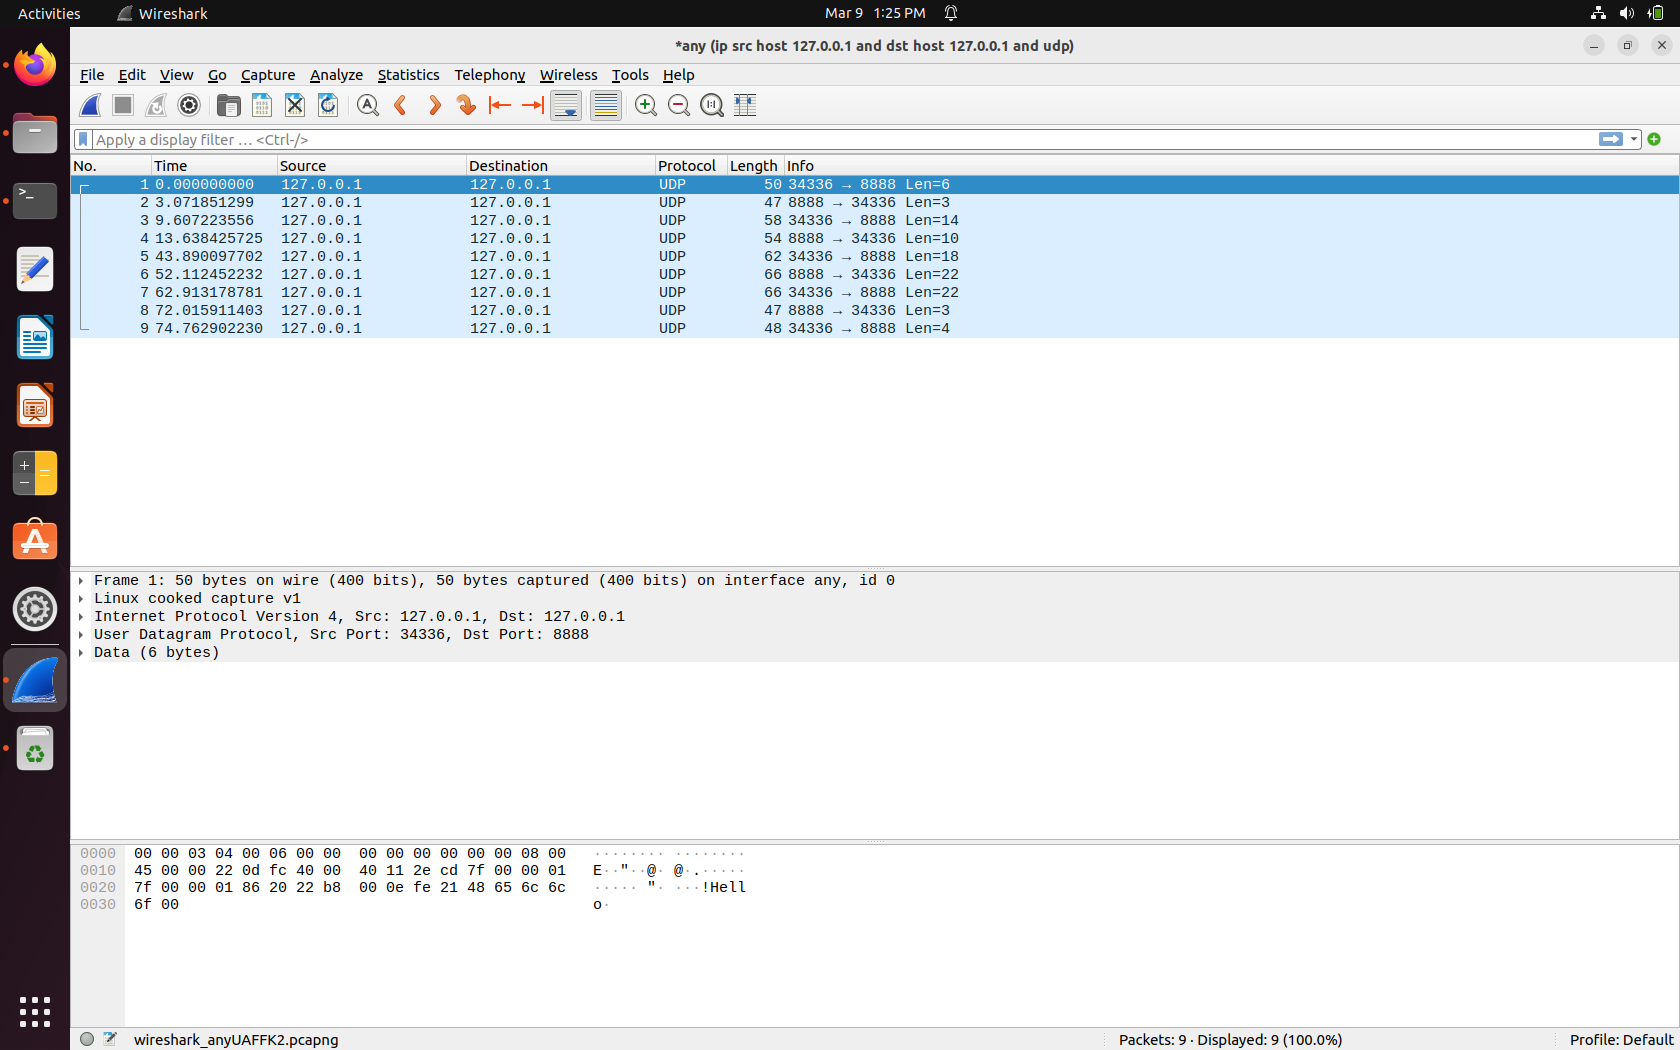 Activities Wireshark Mar 9 1:25 PM
*any (ip src host 127.0.0.1 and dst host 127.0.0.1 and udp)
File Edit View Go Capture Analyze Statistics Telephony Wireless Tools Help
Apply a display filter … <Ctrl-/>
No. Time Source Destination Protocol Length Info
1 0.000000000 127.0.0.1 127.0.0.1 UDP 50 34336 → 8888 Len=6
2 3.071851299 127.0.0.1 127.0.0.1 UDP 47 8888 → 34336 Len=3
3 9.607223556 127.0.0.1 127.0.0.1 UDP 58 34336 → 8888 Len=14
4 13.638425725 127.0.0.1 127.0.0.1 UDP 54 8888 → 34336 Len=10
5 43.890097702 127.0.0.1 127.0.0.1 UDP 62 34336 → 8888 Len=18
6 52.112452232 127.0.0.1 127.0.0.1 UDP 66 8888 → 34336 Len=22
7 62.913178781 127.0.0.1 127.0.0.1 UDP 66 34336 → 8888 Len=22
8 72.015911403 127.0.0.1 127.0.0.1 UDP 47 8888 → 34336 Len=3
9 74.762902230 127.0.0.1 127.0.0.1 UDP 48 34336 → 8888 Len=4
Frame 1: 50 bytes on wire (400 bits), 50 bytes captured (400 bits) on interface any, id 0
Linux cooked capture v1
Internet Protocol Version 4, Src: 127.0.0.1, Dst: 127.0.0.1
User Datagram Protocol, Src Port: 34336, Dst Port: 8888
Data (6 bytes)
0000 00 00 03 04 00 06 00 00 00 00 00 00 00 00 08 00 ········ ········
0010 45 00 00 22 0d fc 40 00 40 11 2e cd 7f 00 00 01 E··"··@· @·.·····
0020 7f 00 00 01 86 20 22 b8 00 0e fe 21 48 65 6c 6c ····· "· ···!Hell
0030 6f 00 o·
wireshark_anyUAFFK2.pcapng Packets: 9 · Displayed: 9 (100.0%) Profile: Default